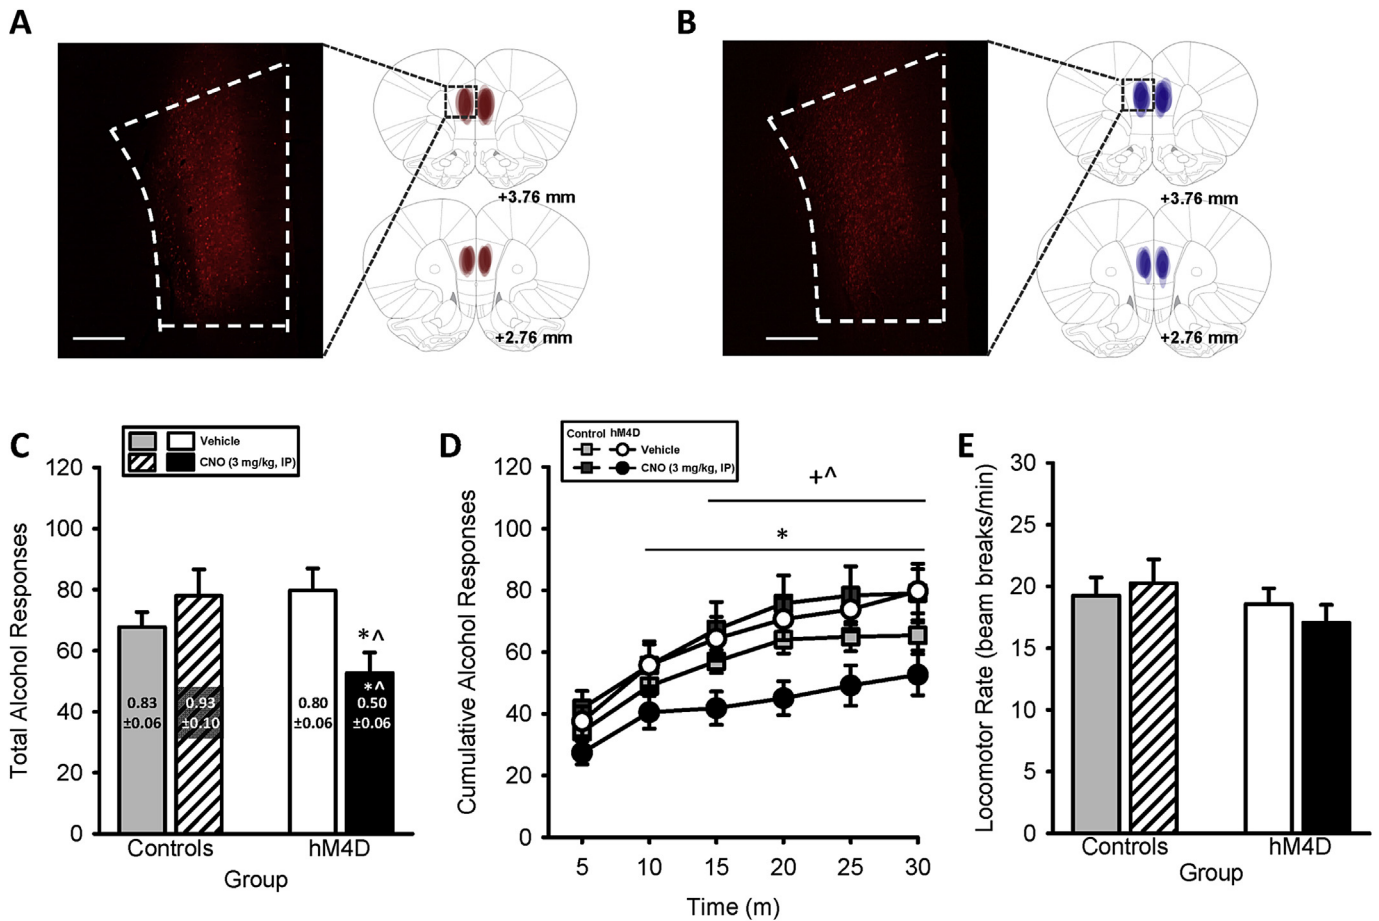 A
B
+3.76 mm
+3.76 mm
+2.76 mm
+2.76 mm
C
Vehicle
CNO (3 mg/kg, IP)
Total Alcohol Responses
120
100
80
60
40
20
0
0.83
±0.06
0.93
±0.10
0.80
±0.06
*^
*^
0.50
±0.06
Controls
hM4D
Group
D
Control hM4D
Vehicle
CNO (3 mg/kg, IP)
Cumulative Alcohol Responses
120
100
80
60
40
20
0
+^
*
5
10
15
20
25
30
Time (m)
E
Locomotor Rate (beam breaks/min)
30
25
20
15
10
5
0
Controls
hM4D
Group